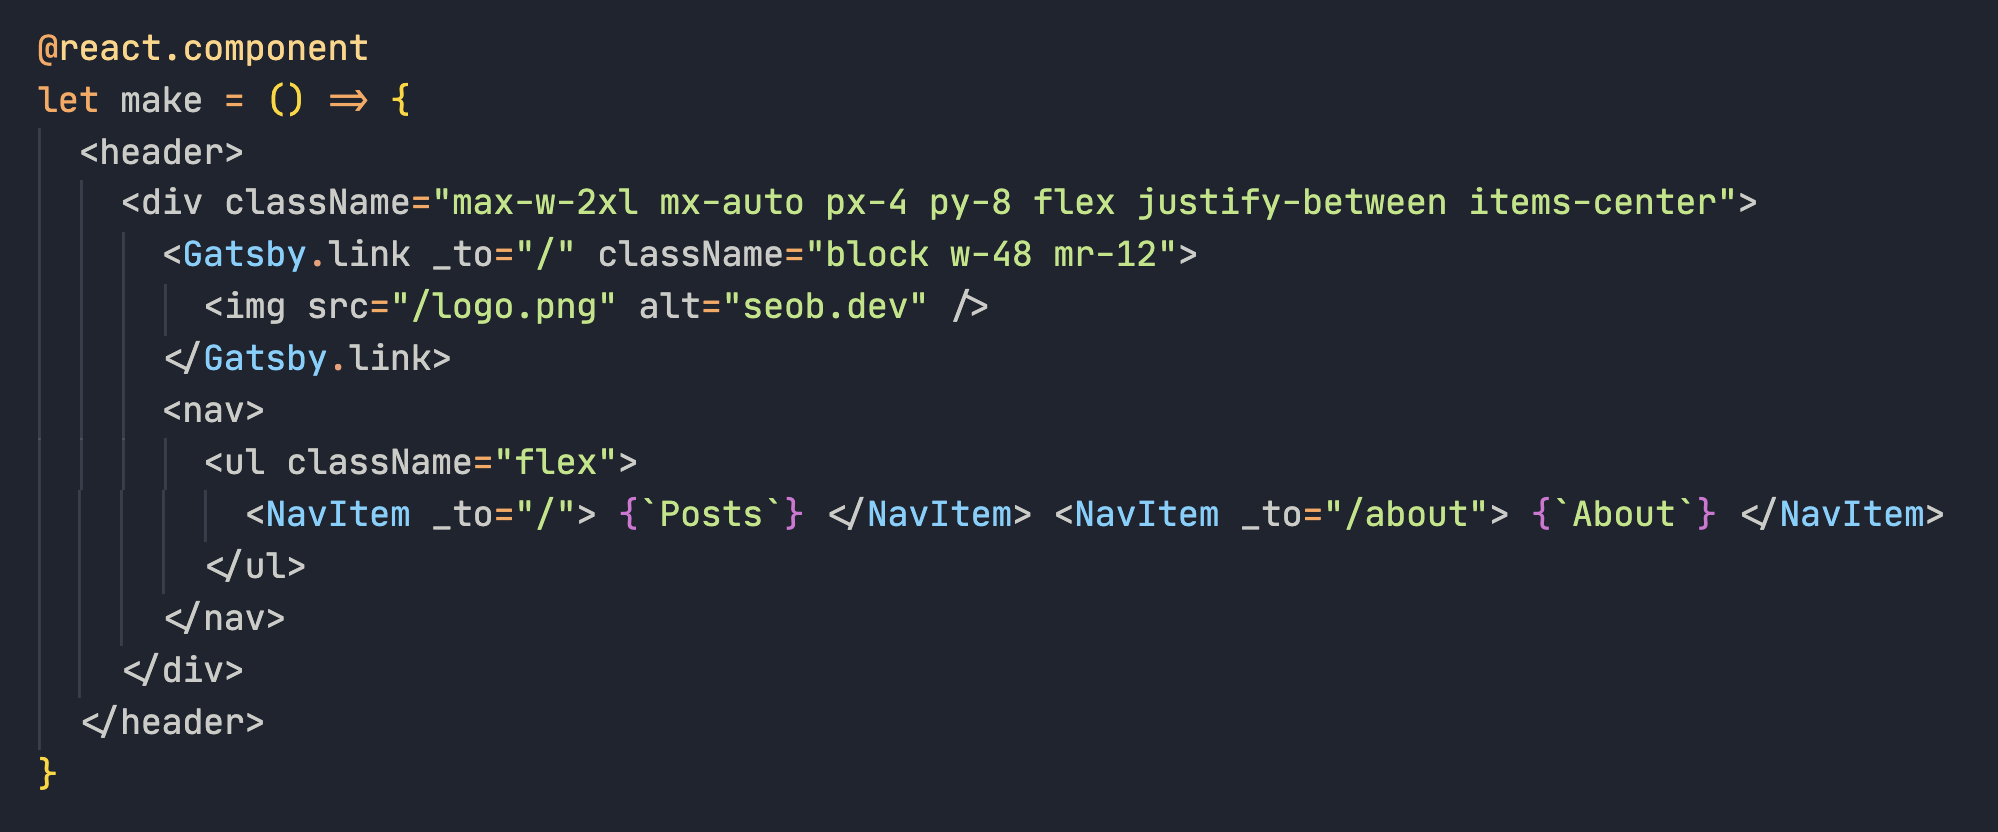 @react.component
let make = () => {
  <header>
    <div className="max-w-2xl mx-auto px-4 py-8 flex justify-between items-center">
      <Gatsby.link _to="/" className="block w-48 mr-12">
        <img src="/logo.png" alt="seob.dev" />
      </Gatsby.link>
      <nav>
        <ul className="flex">
          <NavItem _to="/"> {`Posts`} </NavItem> <NavItem _to="/about"> {`About`} </NavItem>
        </ul>
      </nav>
    </div>
  </header>
}